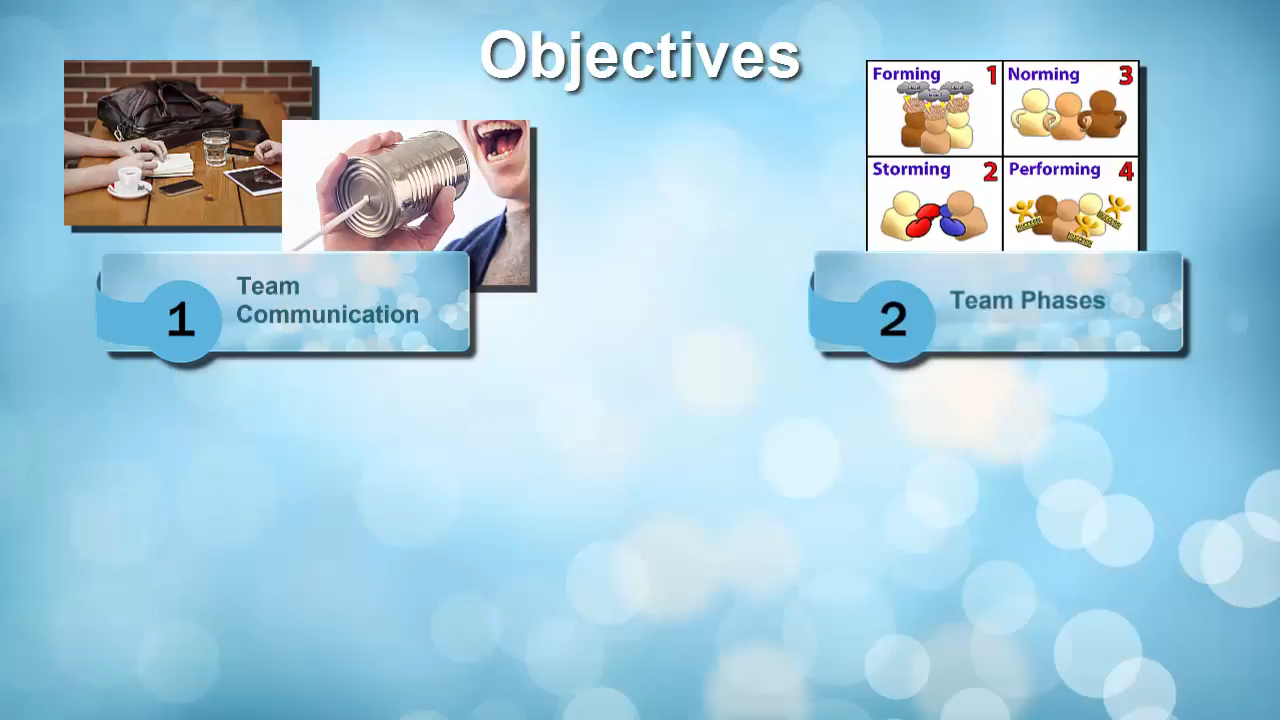 Objectives
Forming 1
Norming 3
Storming 2
Performing 4
1
Team
Communication
2
Team Phases